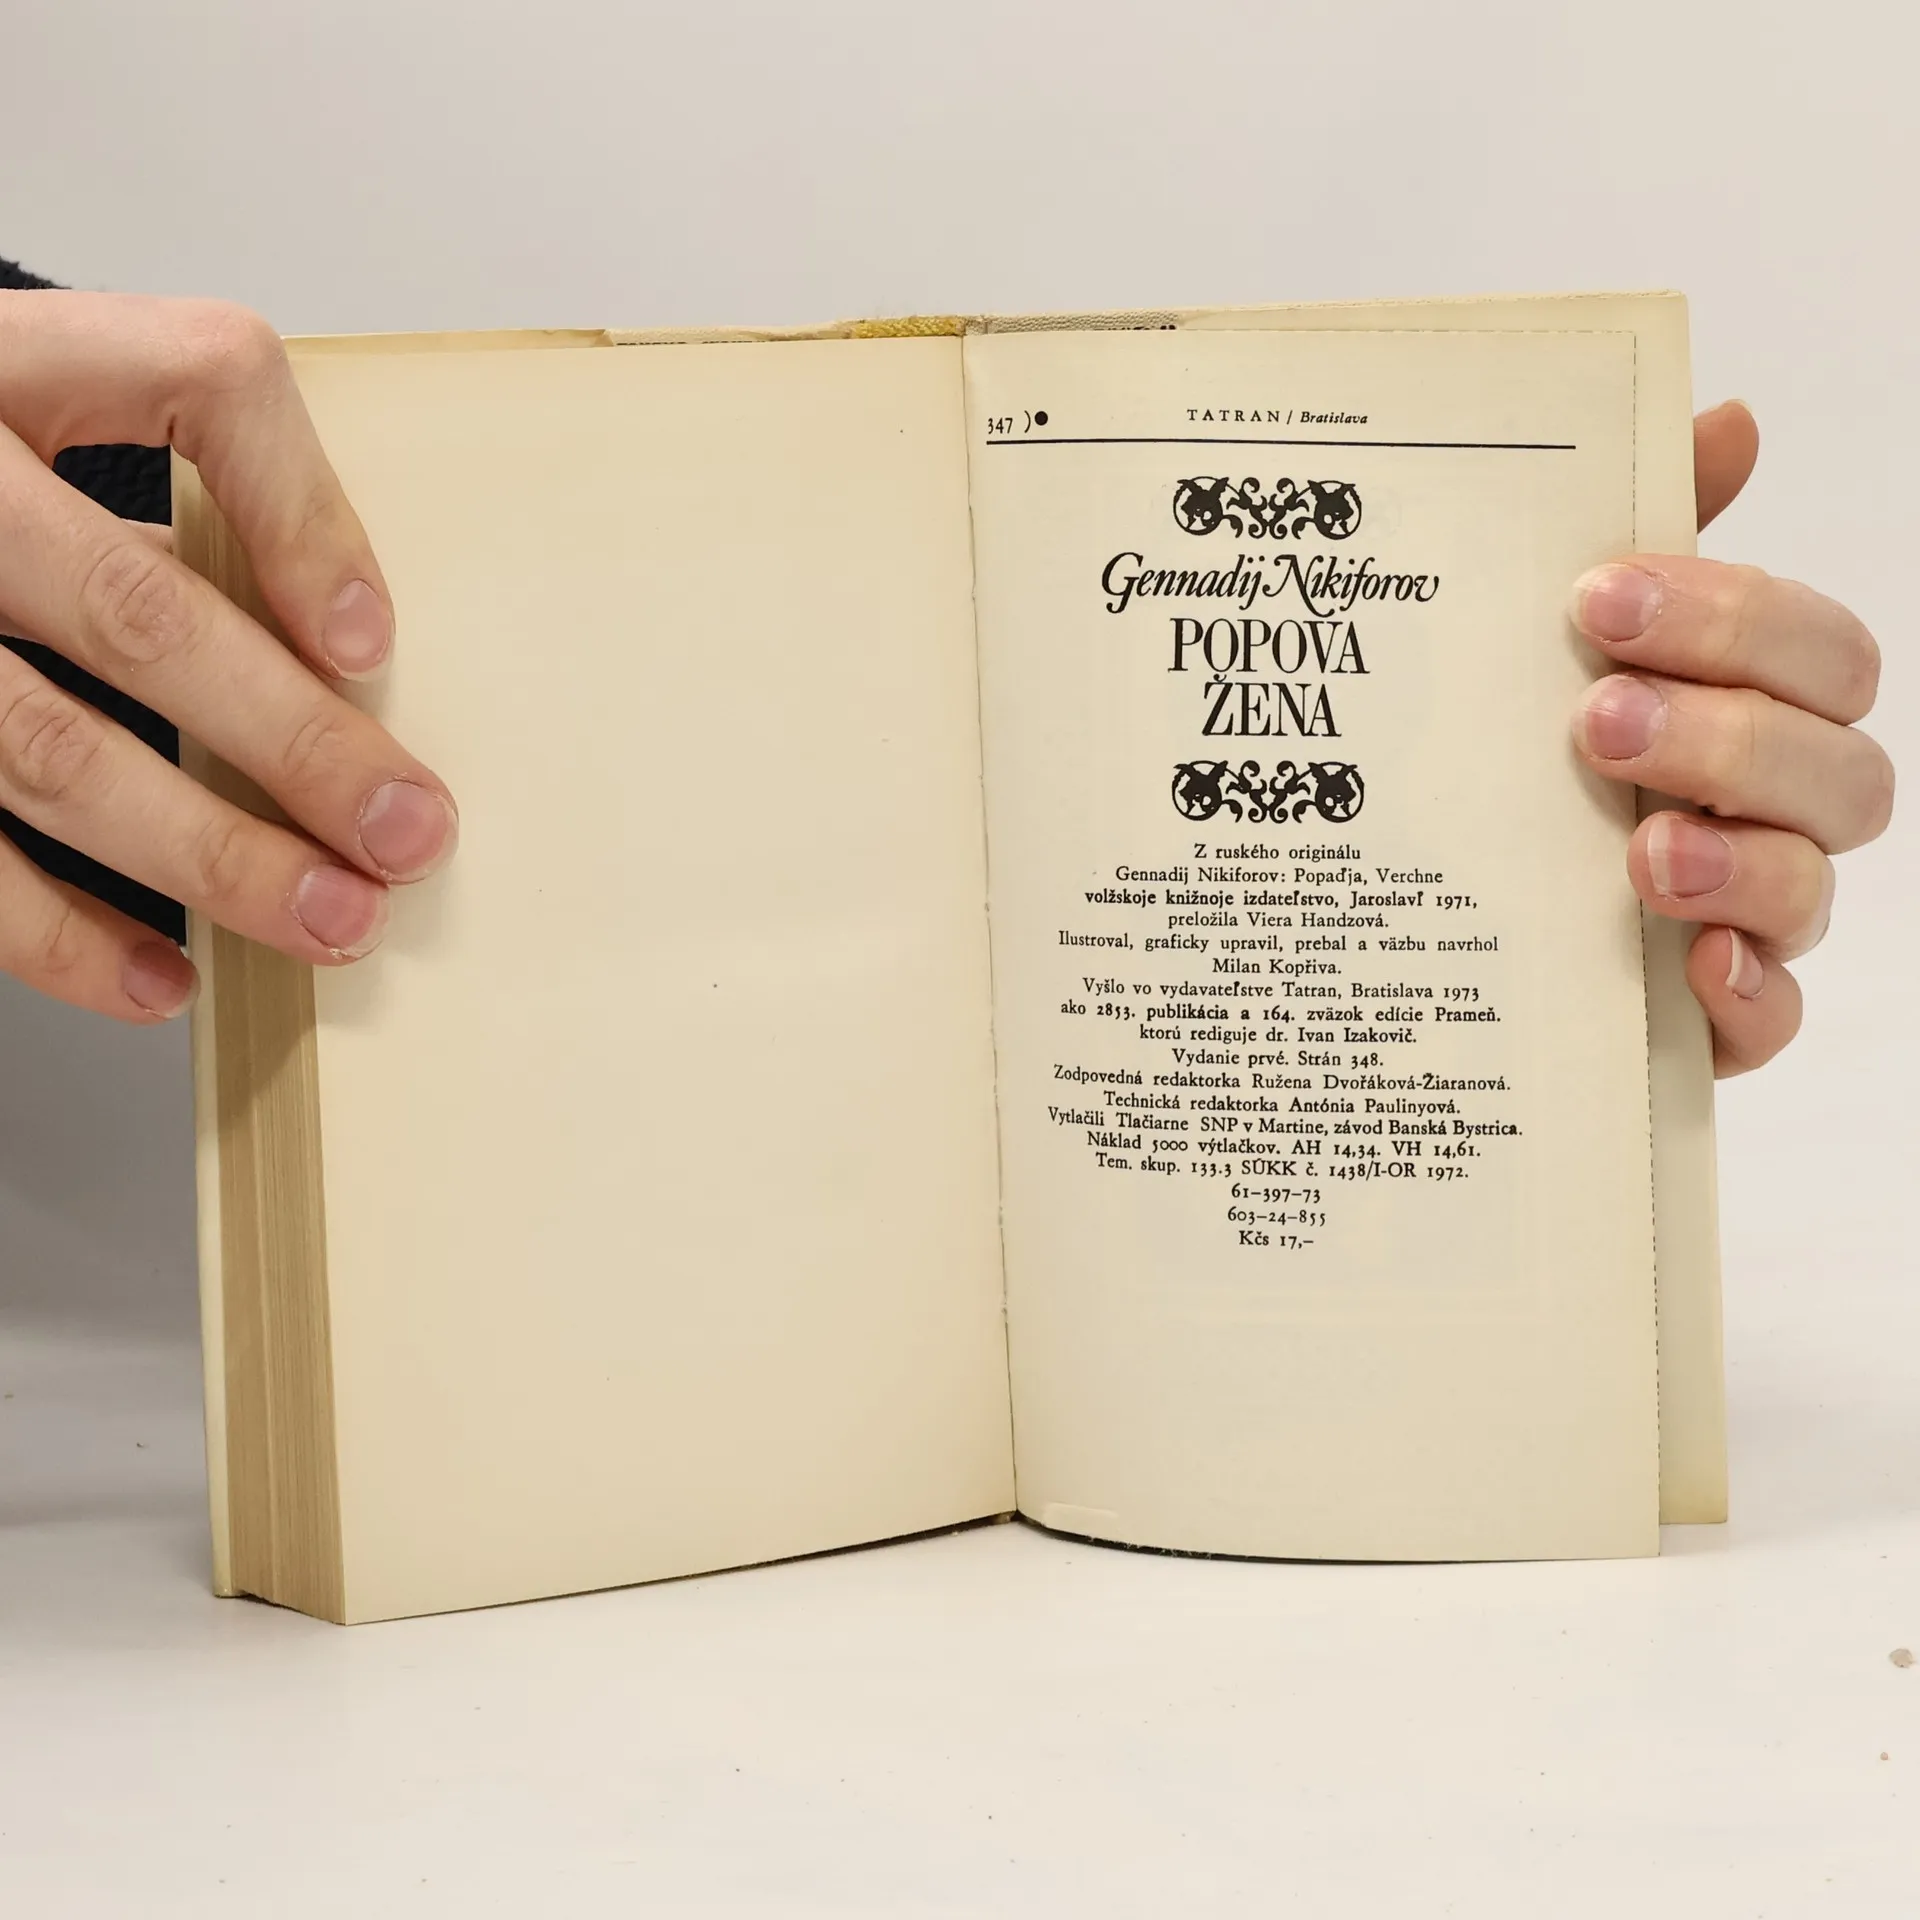 347 )●
TATRAN / Bratislava
Gennadij Nikiforov
POPOVA
ŽENA
Z ruského originálu
Gennadij Nikiforov: Popaďja, Verchne
volžskoje knižnoje izdateľstvo, Jaroslavľ 1971,
preložila Viera Handzová.
Ilustroval, graficky upravil, prebal a väzbu navrhol
Milan Kopřiva.
Vyšlo vo vydavateľstve Tatran, Bratislava 1973
ako 2853. publikácia a 164. zväzok edície Prameň.
ktorú rediguje dr. Ivan Izakovič.
Vydanie prvé. Strán 348.
Zodpovedná redaktorka Ružena Dvořáková-Žiaranová.
Technická redaktorka Antónia Paulinyová.
Vytlačili Tlačiarne SNP v Martine, závod Banská Bystrica.
Náklad 5000 výtlačkov. AH 14,34. VH 14,61.
Tem. skup. 133.3 SÚKK č. 1438/I-OR 1972.
61–397–73
603–24–855
Kčs 17,–